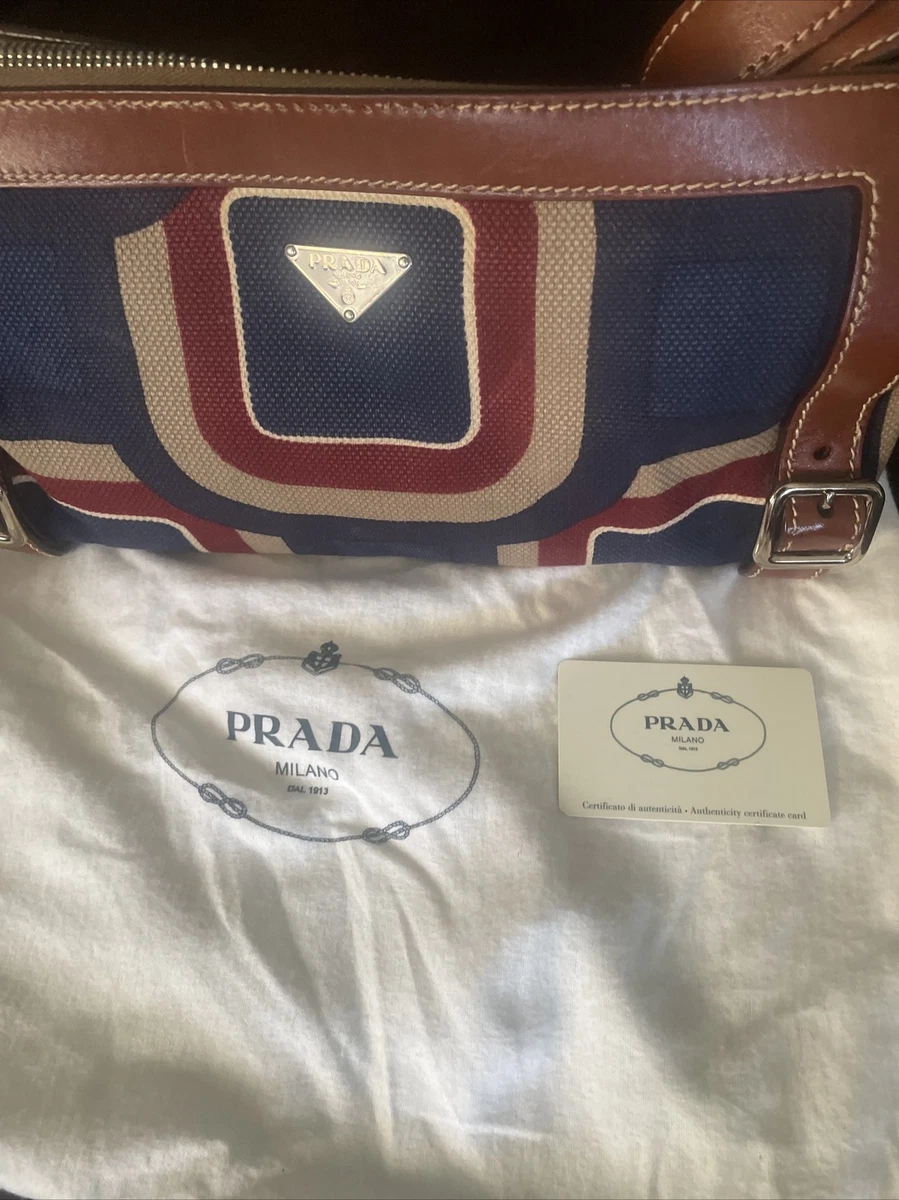 PRADA
PRADA
MILANO
DAL 1913
PRADA
MILANO
DAL 1913
Certificato di autenticità · Authenticity certificate card